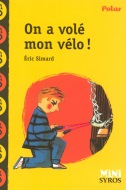 Polar
On a volé
mon vélo !
Éric Simard
MiNi
SYROS